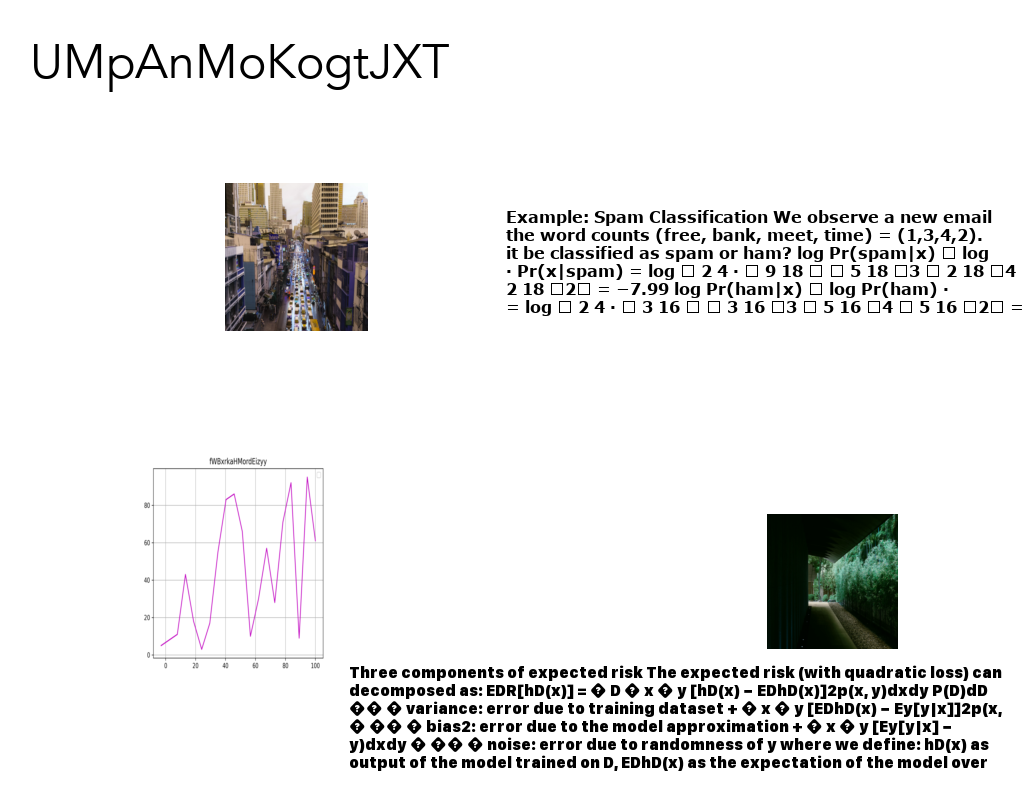 UMpAnMoKogtJXT
Example: Spam Classification We observe a new email
the word counts (free, bank, meet, time) = (1,3,4,2).
it be classified as spam or ham? log Pr(spam|x) □ log
· Pr(x|spam) = log □ 2 4 · □ 9 18 □ □ 5 18 □3 □ 2 18 □4
2 18 □2□ = −7.99 log Pr(ham|x) □ log Pr(ham) ·
= log □ 2 4 · □ 3 16 □ □ 3 16 □3 □ 5 16 □4 □ 5 16 □2□ =
fWBxrkaHMordEizyy
80
60
40
20
0
0 20 40 60 80 100
Three components of expected risk The expected risk (with quadratic loss) can
decomposed as: EDR[hD(x)] = � D � x � y [hD(x) − EDhD(x)]2p(x, y)dxdy P(D)dD
�� � variance: error due to training dataset + � x � y [EDhD(x) − Ey[y|x]]2p(x,
� �� � bias2: error due to the model approximation + � x � y [Ey[y|x] −
y)dxdy � �� � noise: error due to randomness of y where we define: hD(x) as
output of the model trained on D, EDhD(x) as the expectation of the model over